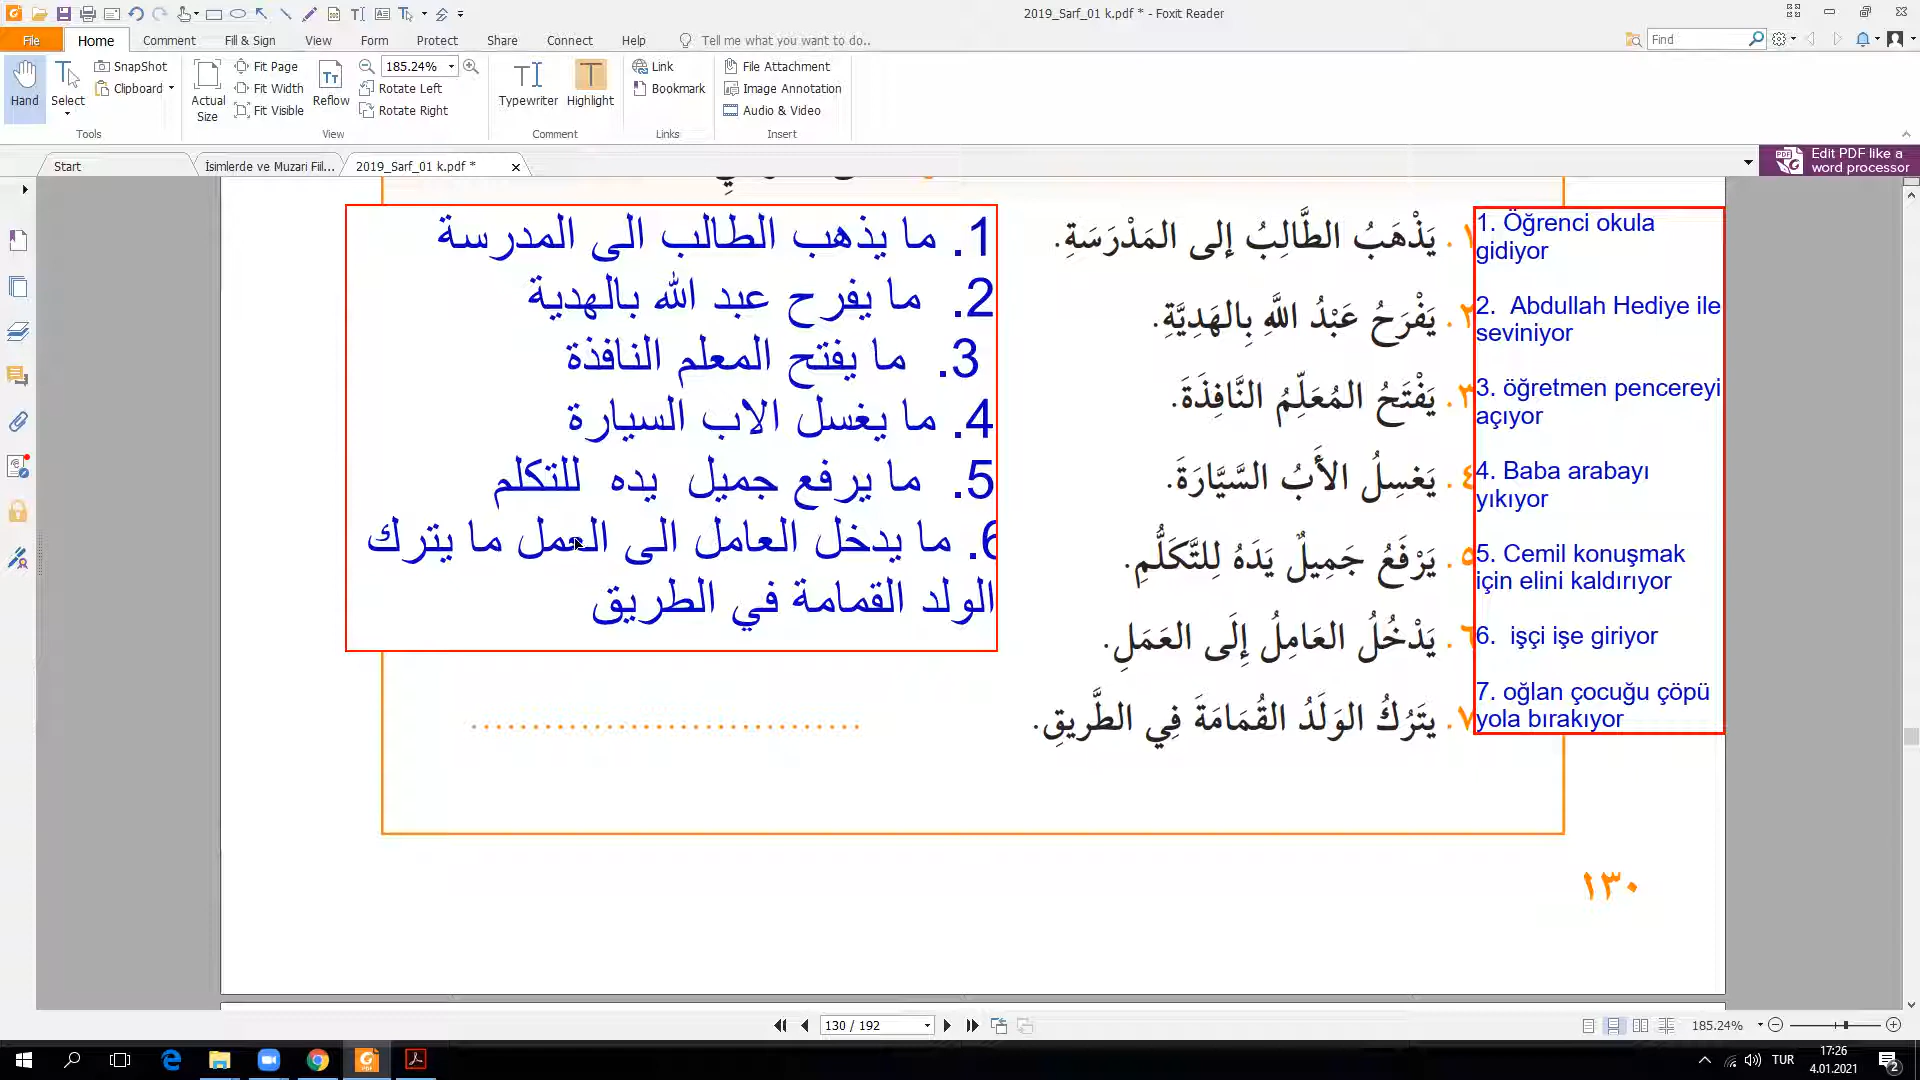 2019_Sarf_01 k.pdf * - Foxit Reader
File Home Comment Fill & Sign View Form Protect Share Connect Help Tell me what you want to do.. Find
Hand
Select
SnapShot
Clipboard
Tools
Actual Size
Fit Page
Fit Width
Fit Visible
Reflow
185.24%
Rotate Left
Rotate Right
View
Typewriter
Highlight
Comment
Link
Bookmark
Links
File Attachment
Image Annotation
Audio & Video
Insert
Start İsimlerde ve Muzari Fiil... 2019_Sarf_01 k.pdf *
Edit PDF like a
word processor
1. ما يذهب الطالب الى المدرسة
2. ما يفرح عبد الله بالهدية
3. ما يفتح المعلم النافذة
4. ما يغسل الاب السيارة
5. ما يرفع جميل يده للتكلم
6. ما يدخل العامل الى العمل ما يترك
الولد القمامة في الطريق
١. يَذْهَبُ الطَّالِبُ إلى المَدْرَسَةِ.
٢. يَفْرَحُ عَبْدُ اللَّهِ بِالهَدِيَّةِ.
٣. يَفْتَحُ المُعَلِّمُ النَّافِذَةَ.
٤. يَغسِلُ الأَبُ السَّيَّارَةَ.
٥. يَرْفَعُ جَمِيلٌ يَدَهُ لِلتَّكَلُّمِ.
٦. يَدْخُلُ العَامِلُ إِلَى العَمَلِ.
٧. يَتَرُكُ الوَلَدُ القُمَامَةَ فِي الطَّرِيقِ.
1. Öğrenci okula
gidiyor
2. Abdullah Hediye ile
seviniyor
3. öğretmen pencereyi
açıyor
4. Baba arabayı
yıkıyor
5. Cemil konuşmak
için elini kaldırıyor
6. işçi işe giriyor
7. oğlan çocuğu çöpü
yola bırakıyor
١٣٠
130 / 192
185.24%
TUR
17:26
4.01.2021
2